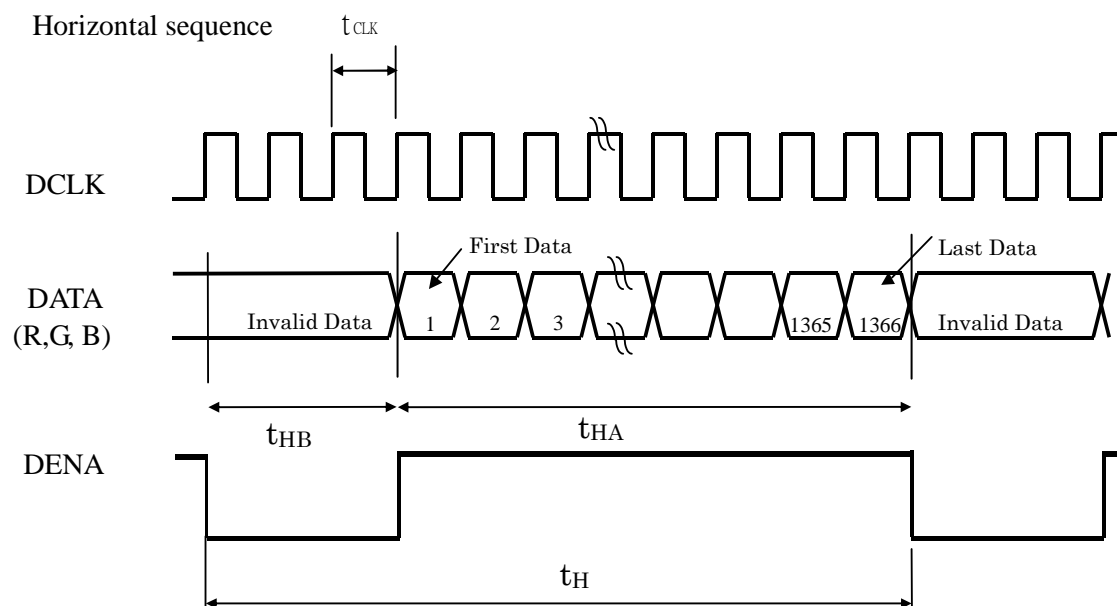 Horizontal sequence
tCLK
DCLK
First Data
Last Data
DATA
(R,G, B)
Invalid Data
1
2
3
1365
1366
Invalid Data
tHB
tHA
DENA
tH